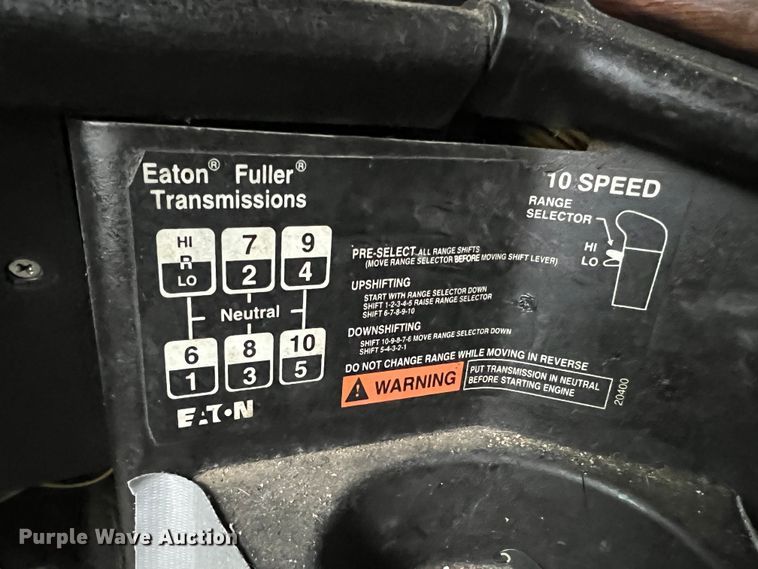 Eaton® Fuller®
Transmissions
10 SPEED
RANGE
SELECTOR
HI
LO
HI
R
LO
7
2
9
4
Neutral
6
1
8
3
10
5
EATON
PRE-SELECT ALL RANGE SHIFTS
(MOVE RANGE SELECTOR BEFORE MOVING SHIFT LEVER)
UPSHIFTING
START WITH RANGE SELECTOR DOWN
SHIFT 1-2-3-4-5 RAISE RANGE SELECTOR
SHIFT 6-7-8-9-10
DOWNSHIFTING
SHIFT 10-9-8-7-6 MOVE RANGE SELECTOR DOWN
SHIFT 5-4-3-2-1
DO NOT CHANGE RANGE WHILE MOVING IN REVERSE
WARNING
PUT TRANSMISSION IN NEUTRAL
BEFORE STARTING ENGINE
20400
Purple Wave Auction